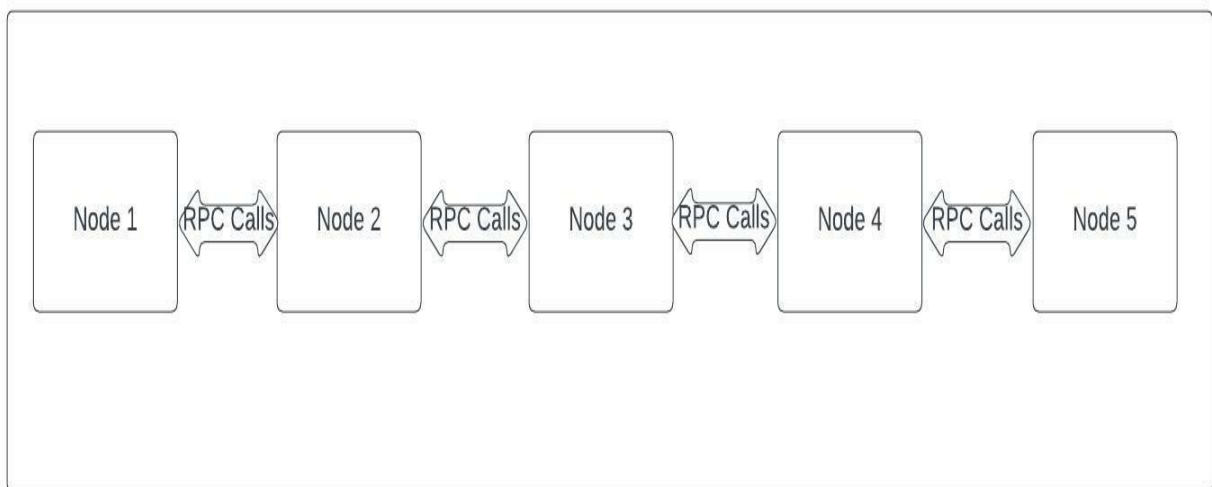 Node 1
RPC Calls
Node 2
RPC Calls
Node 3
RPC Calls
Node 4
RPC Calls
Node 5